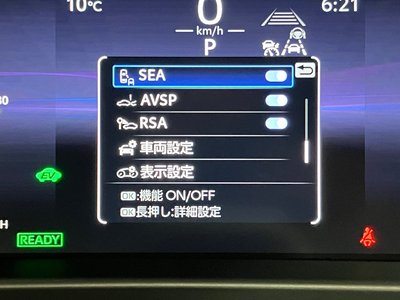 10℃
0
6:21
km/h
P
SEA
AVSP
RSA
車両設定
表示設定
OK:機能 ON/OFF
OK長押し:詳細設定
EV
READY